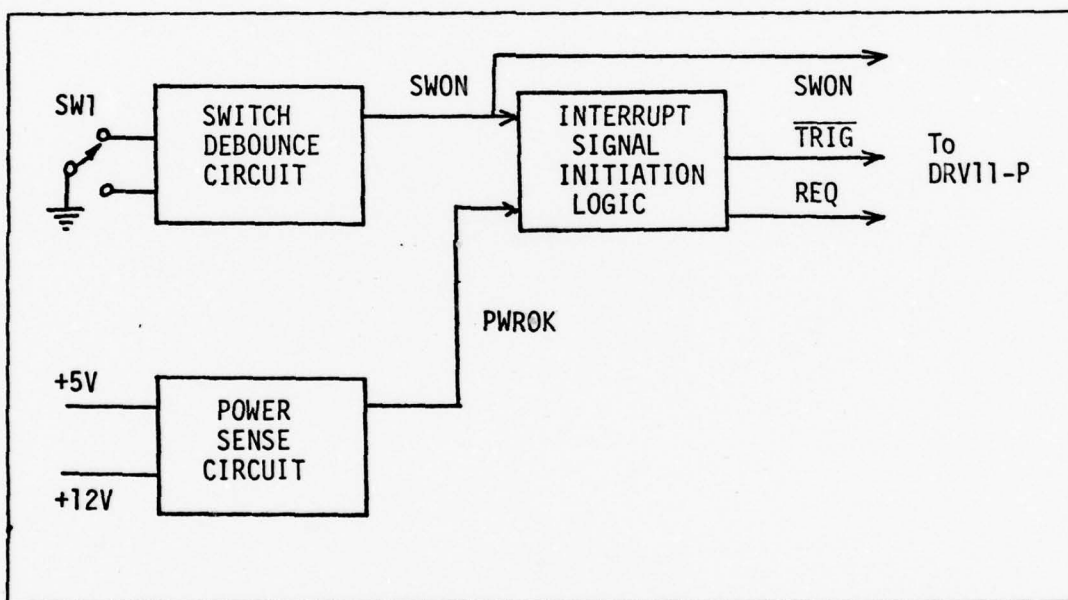 SW1
SWITCH
DEBOUNCE
CIRCUIT
SWON
INTERRUPT
SIGNAL
INITIATION
LOGIC
SWON
TRIG
REQ
To
DRV11-P
PWROK
+5V
+12V
POWER
SENSE
CIRCUIT